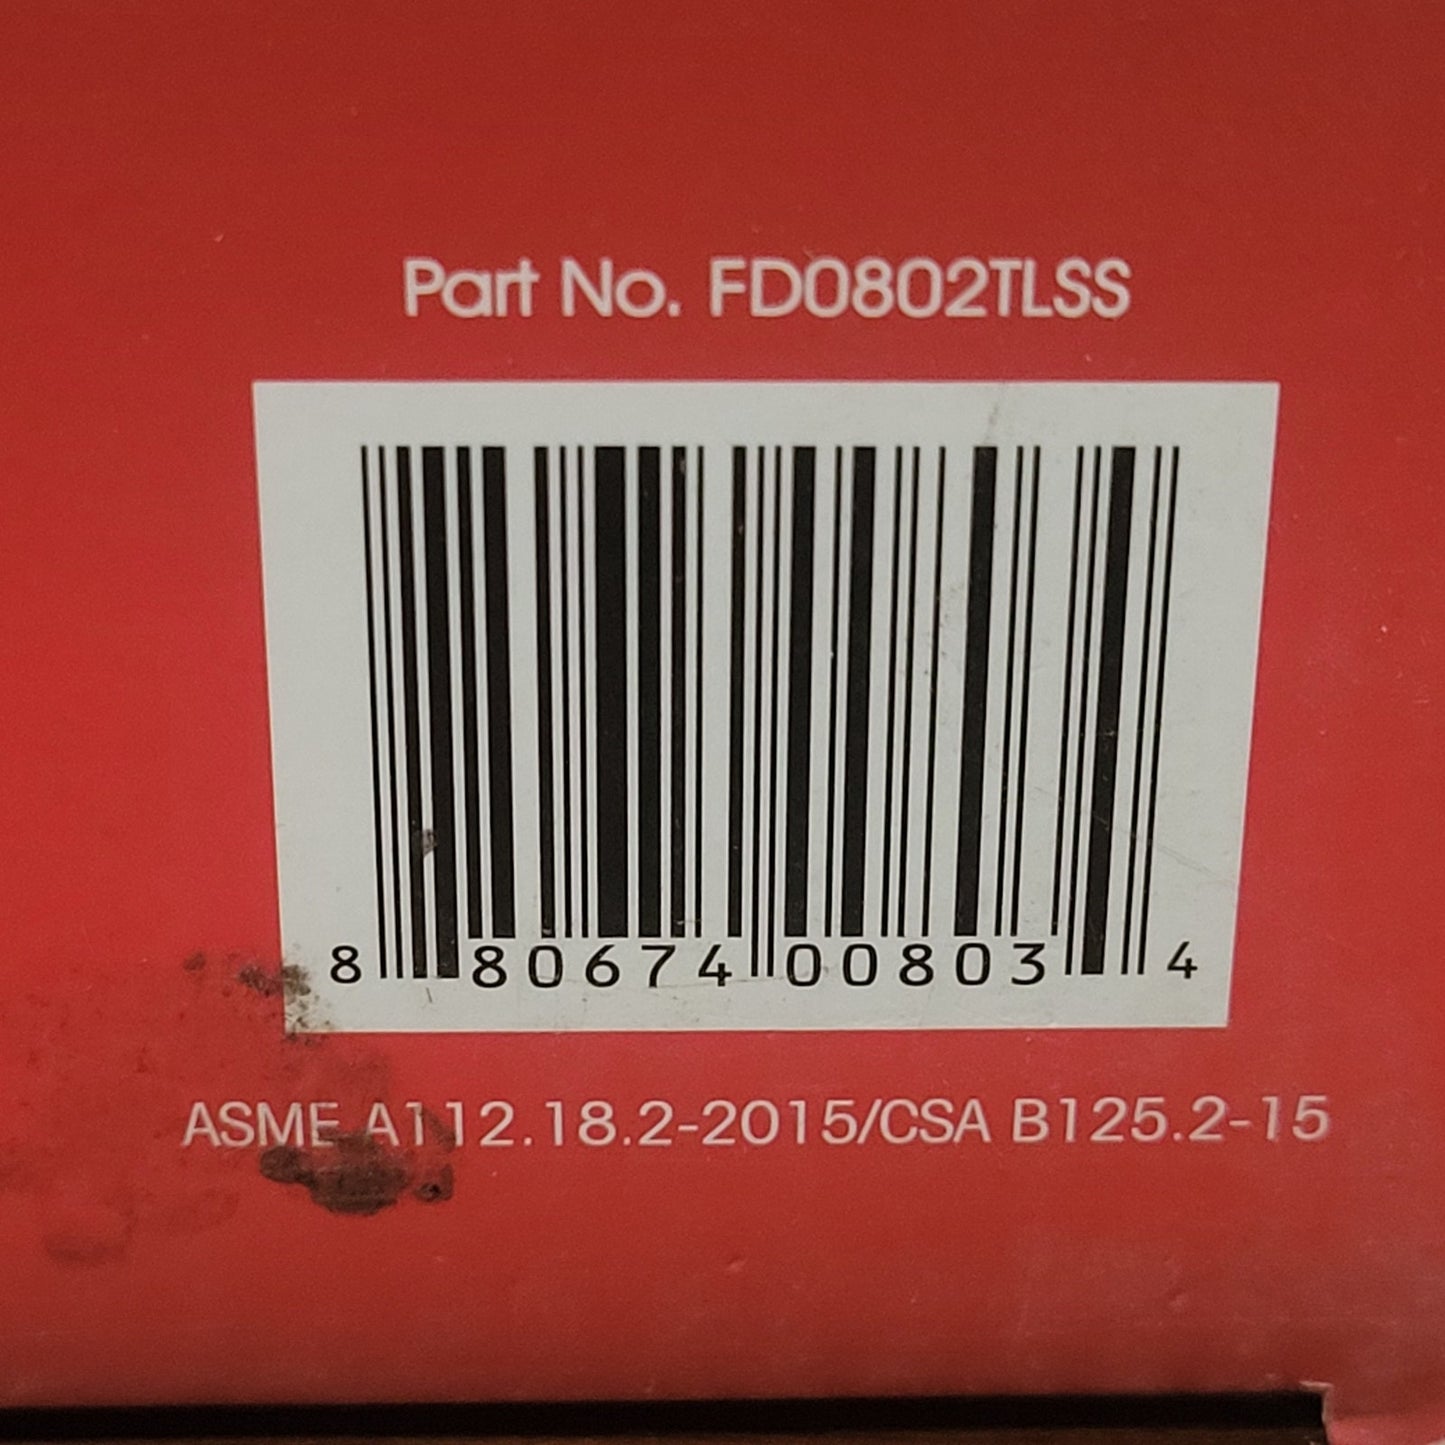 Part No. FD0802TLSS
8 80674 00803 4
ASME A112.18.2-2015/CSA B125.2-15